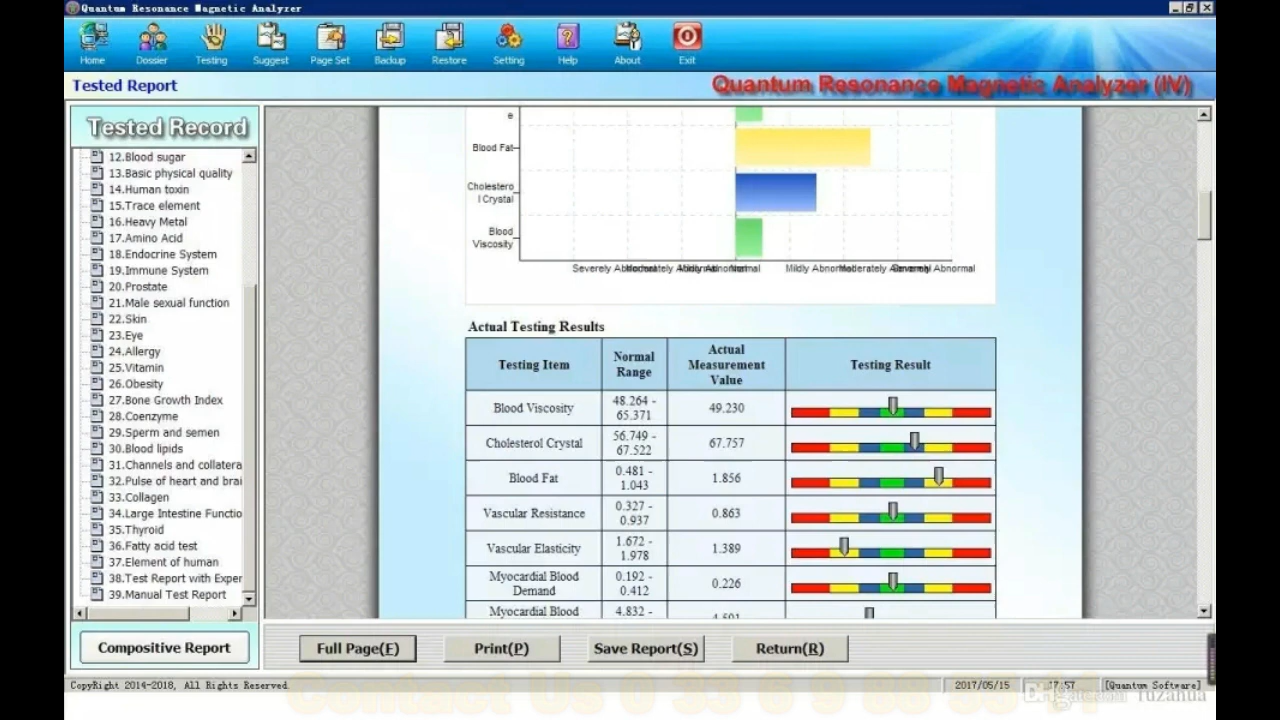 Quantum Resonance Magnetic Analyzer
Home Dossier Testing Suggest Page Set Backup Restore Setting Help About Exit
Tested Report
Quantum Resonance Magnetic Analyzer (IV)
Tested Record
12.Blood sugar
13.Basic physical quality
14.Human toxin
15.Trace element
16.Heavy Metal
17.Amino Acid
18.Endocrine System
19.Immune System
20.Prostate
21.Male sexual function
22.Skin
23.Eye
24.Allergy
25.Vitamin
26.Obesity
27.Bone Growth Index
28.Coenzyme
29.Sperm and semen
30.Blood lipids
31.Channels and collatera
32.Pulse of heart and brai
33.Collagen
34.Large Intestine Functio
35.Thyroid
36.Fatty acid test
37.Element of human
38.Test Report with Exper
39.Manual Test Report
Compositive Report
e
Blood Fat
Cholestero
l Crystal
Blood
Viscosity
Severely Mildly Abnormal
Actual Testing Results
Testing Item Normal Range Actual Measurement Value Testing Result
Blood Viscosity 48.264 - 65.371 49.230
Cholesterol Crystal 56.749 - 67.522 67.757
Blood Fat 0.481 - 1.043 1.856
Vascular Resistance 0.327 - 0.937 0.863
Vascular Elasticity 1.672 - 1.978 1.389
Myocardial Blood Demand 0.192 - 0.412 0.226
Myocardial Blood 4.832 -
Full Page(F) Print(P) Save Report(S) Return(R)
CopyRight 2014-2018, All Rights Reserved. 2017/05/15 17:57 [Quantum Software]